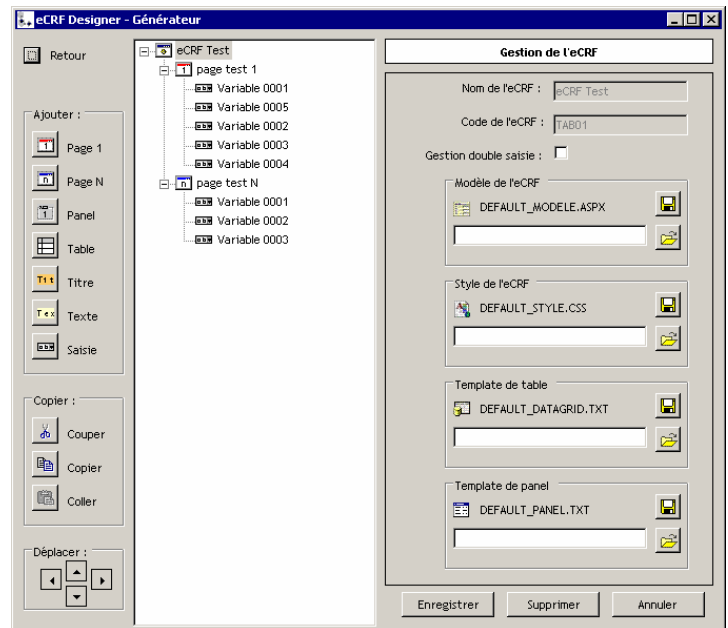 eCRF Designer - Générateur
Retour
Ajouter :
Page 1
Page N
Panel
Table
Titre
Texte
Saisie
Copier :
Couper
Copier
Coller
Déplacer :
eCRF Test
page test 1
Variable 0001
Variable 0005
Variable 0002
Variable 0003
Variable 0004
page test N
Variable 0001
Variable 0002
Variable 0003
Gestion de l'eCRF
Nom de l'eCRF : eCRF Test
Code de l'eCRF : TAB01
Gestion double saisie :
Modèle de l'eCRF
DEFAULT_MODELE.ASPX
Style de l'eCRF
DEFAULT_STYLE.CSS
Template de table
DEFAULT_DATAGRID.TXT
Template de panel
DEFAULT_PANEL.TXT
Enregistrer
Supprimer
Annuler